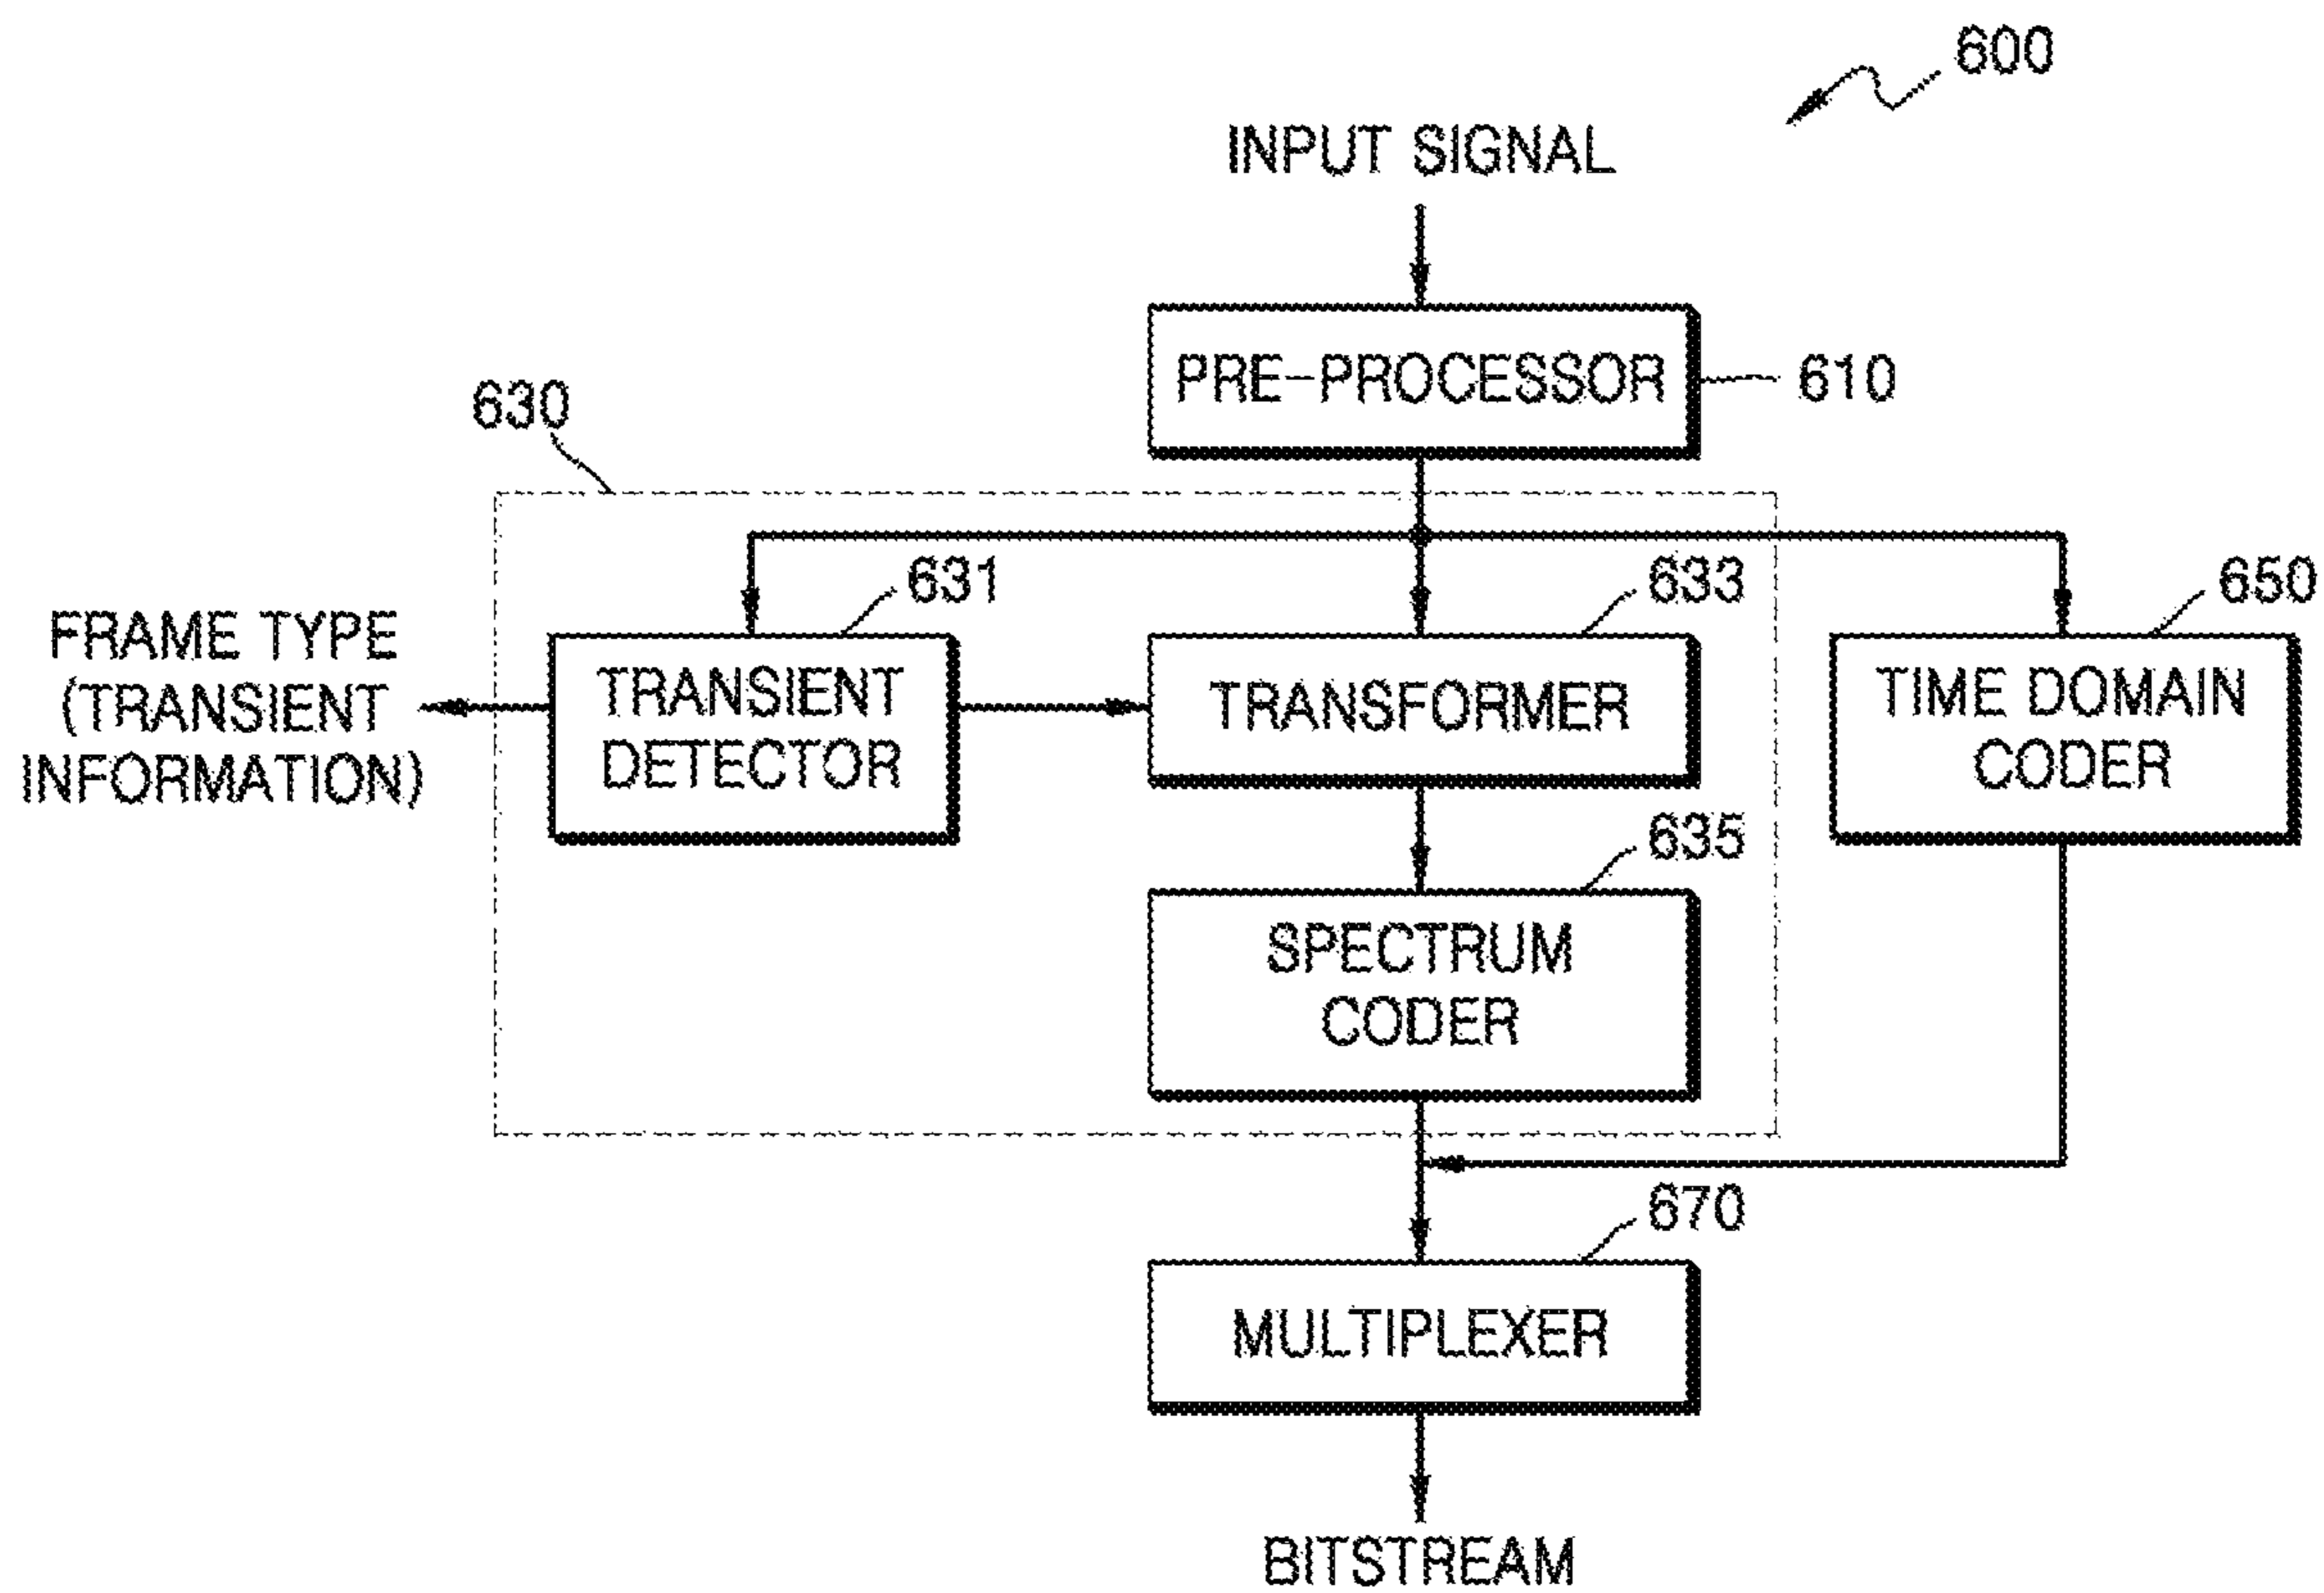 600
INPUT SIGNAL
PRE-PROCESSOR
610
630
631
633
650
FRAME TYPE
(TRANSIENT
INFORMATION)
TRANSIENT
DETECTOR
TRANSFORMER
TIME DOMAIN
CODER
635
SPECTRUM
CODER
670
MULTIPLEXER
BITSTREAM